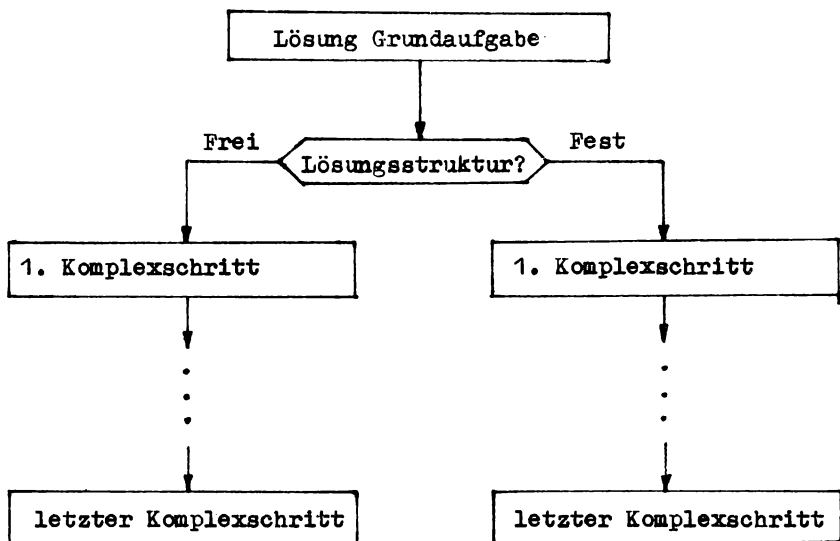 Lösung Grundaufgabe
Frei
Fest
Lösungsstruktur?
1. Komplexschritt
1. Komplexschritt
letzter Komplexschritt
letzter Komplexschritt